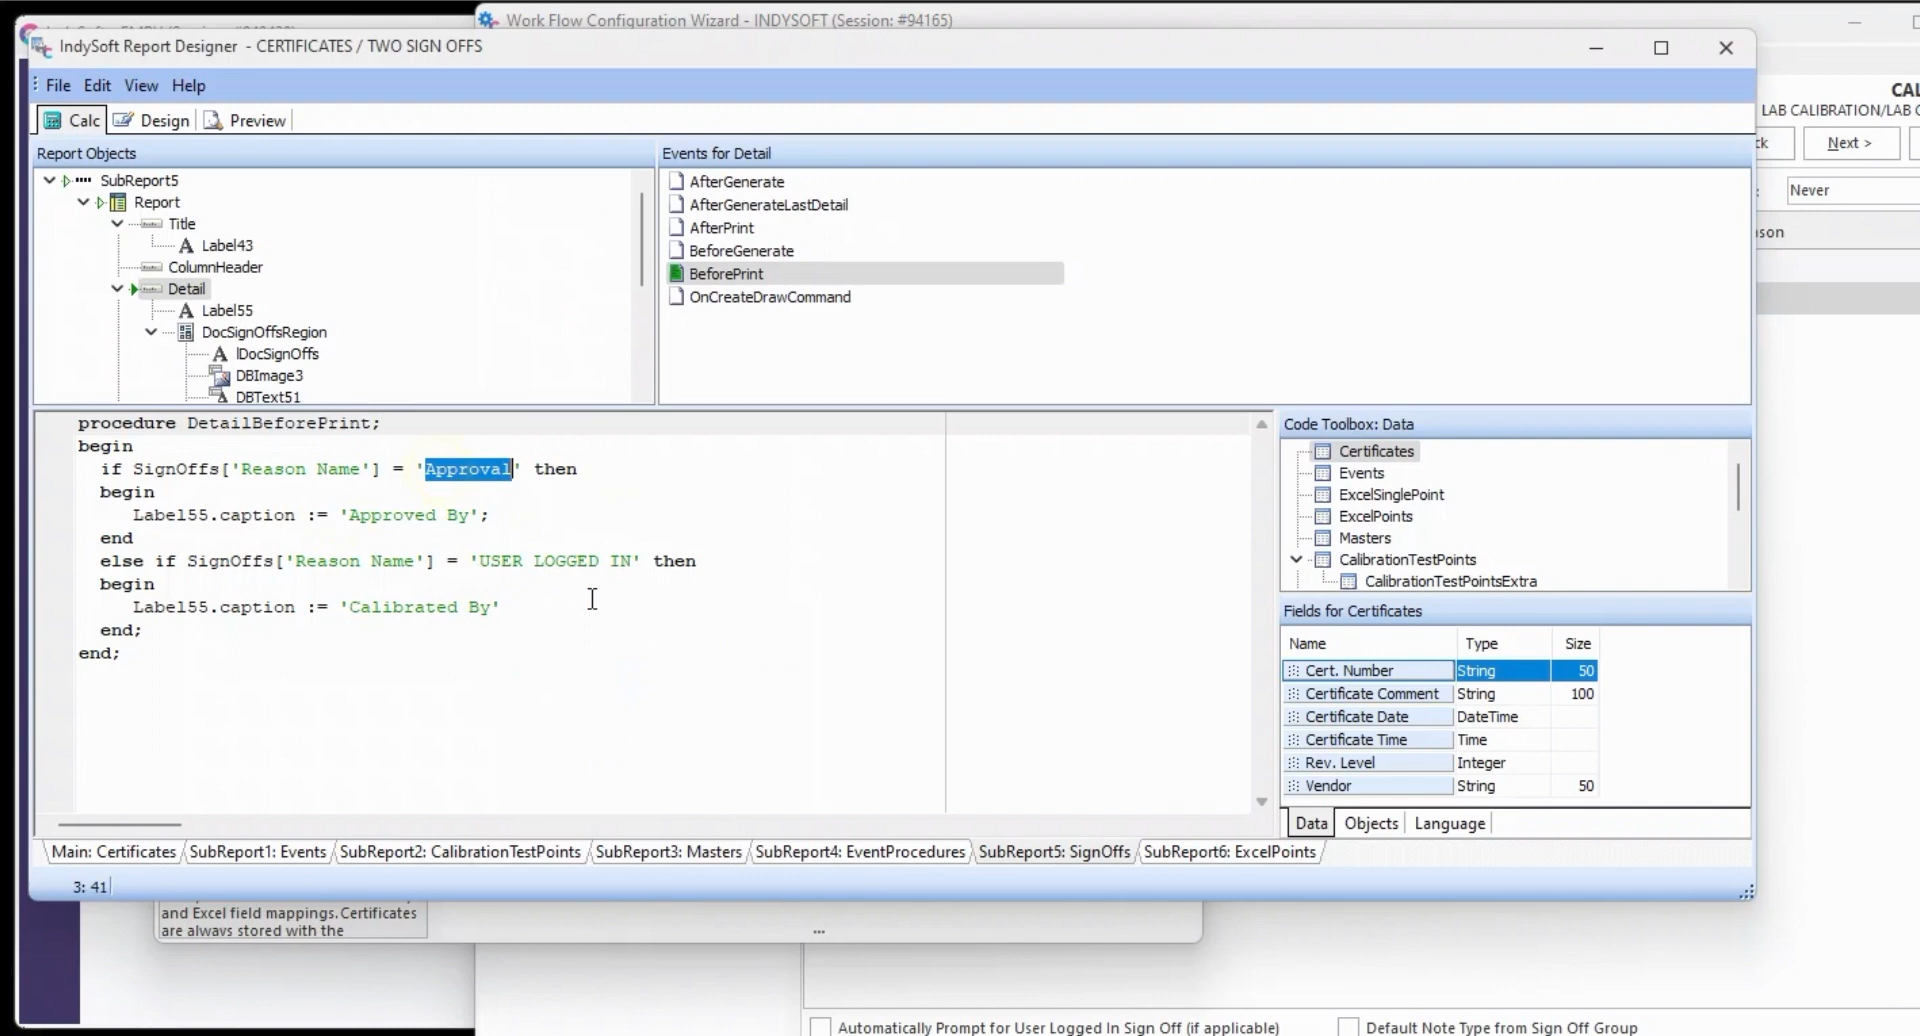 Work Flow Configuration Wizard - INDYSOFT (Session: #94165)
IndySoft Report Designer - CERTIFICATES / TWO SIGN OFFS
File Edit View Help
Calc Design Preview
Report Objects
SubReport5
Report
Title
Label43
ColumnHeader
Detail
Label55
DocSignOffsRegion
lDocSignOffs
DBImage3
DBText51
Events for Detail
AfterGenerate
AfterGenerateLastDetail
AfterPrint
BeforeGenerate
BeforePrint
OnCreateDrawCommand
procedure DetailBeforePrint;
begin
if SignOffs['Reason Name'] = 'Approval' then
begin
Label55.caption := 'Approved By';
end
else if SignOffs['Reason Name'] = 'USER LOGGED IN' then
begin
Label55.caption := 'Calibrated By'
end;
end;
Code Toolbox: Data
Certificates
Events
ExcelSinglePoint
ExcelPoints
Masters
CalibrationTestPoints
CalibrationTestPointsExtra
Fields for Certificates
Name Type Size
Cert. Number String 50
Certificate Comment String 100
Certificate Date DateTime
Certificate Time Time
Rev. Level Integer
Vendor String 50
Data Objects Language
Main: Certificates SubReport1: Events SubReport2: CalibrationTestPoints SubReport3: Masters SubReport4: EventProcedures SubReport5: SignOffs SubReport6: ExcelPoints
3: 41
CAL
LAB CALIBRATION/LAB C
ck Next >
: Never
son
and Excel field mappings. Certificates
are always stored with the
...
Automatically Prompt for User Logged In Sign Off (if applicable) Default Note Type from Sign Off Group